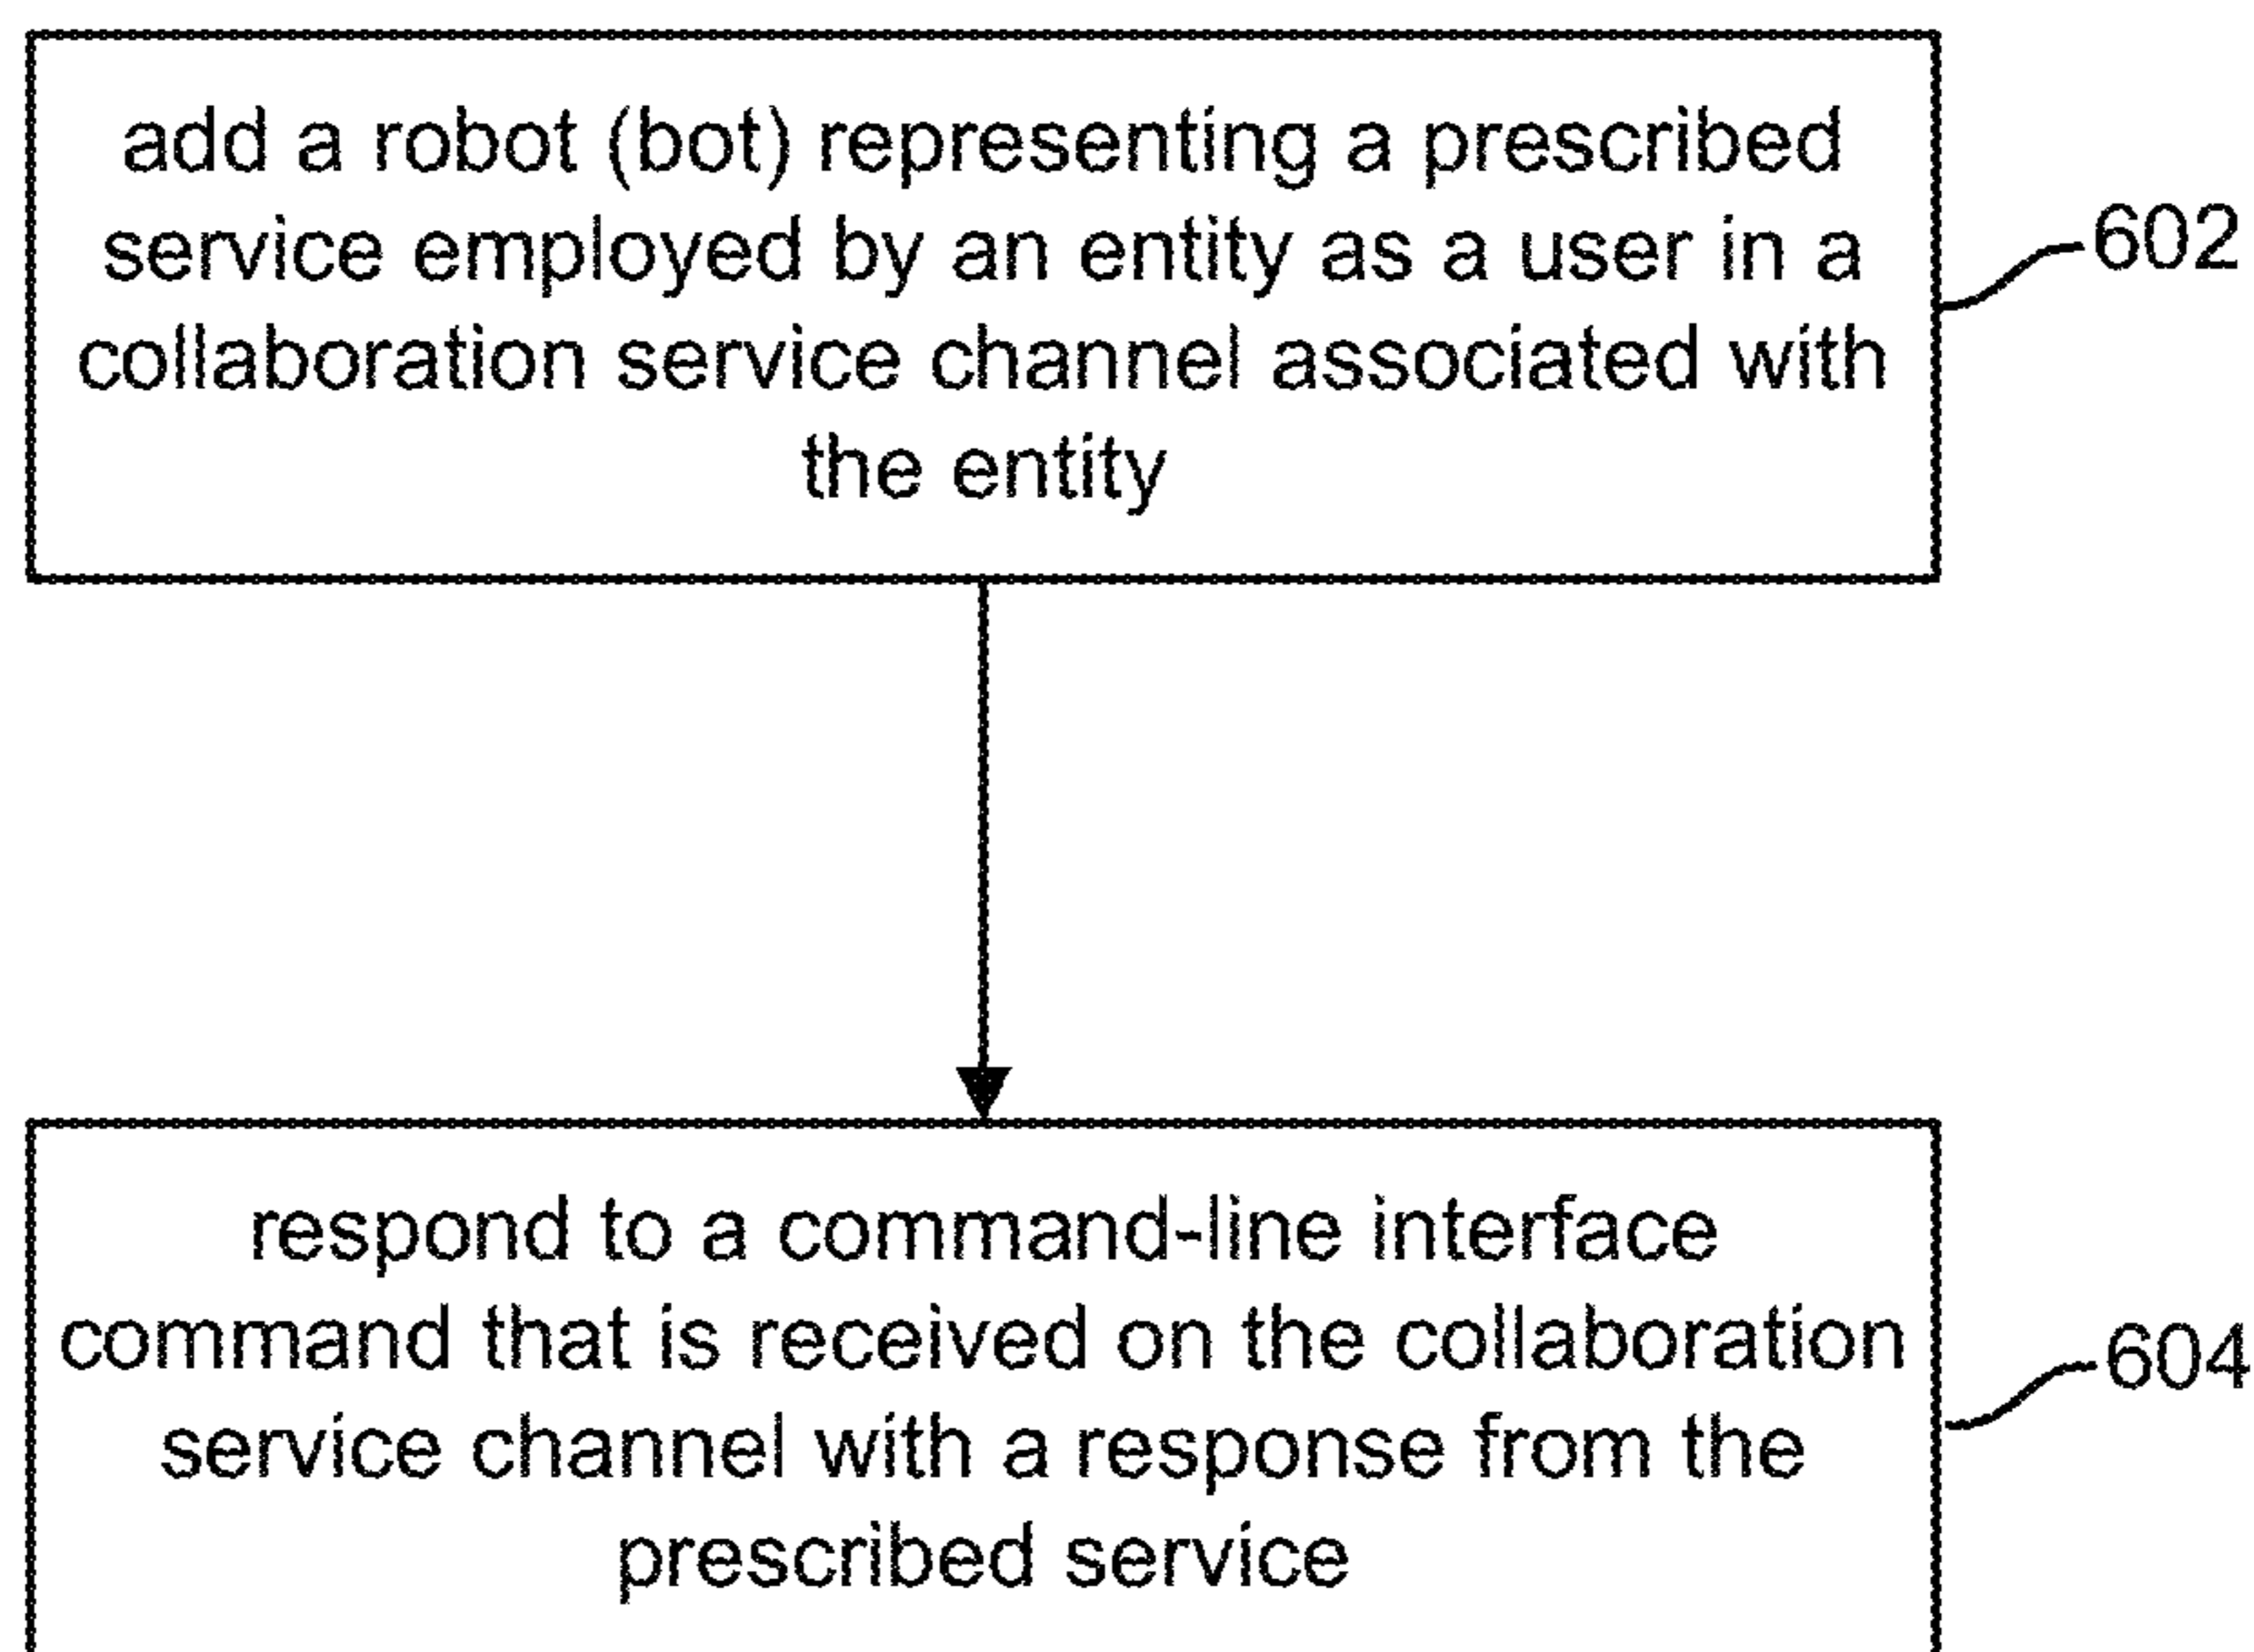 add a robot (bot) representing a prescribed
service employed by an entity as a user in a
collaboration service channel associated with
the entity
602
respond to a command-line interface
command that is received on the collaboration
service channel with a response from the
prescribed service
604